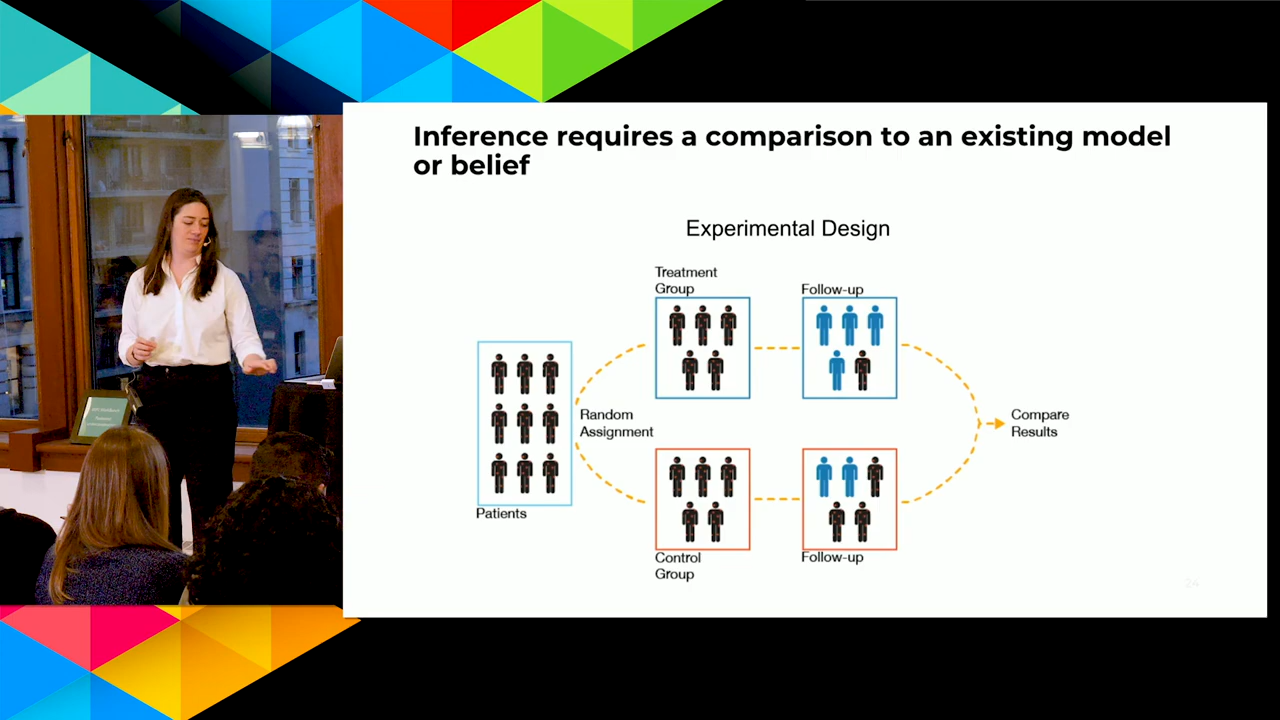 Inference requires a comparison to an existing model
or belief
Experimental Design
Treatment
Group
Follow-up
Random
Assignment
Compare
Results
Patients
Control
Group
Follow-up
24